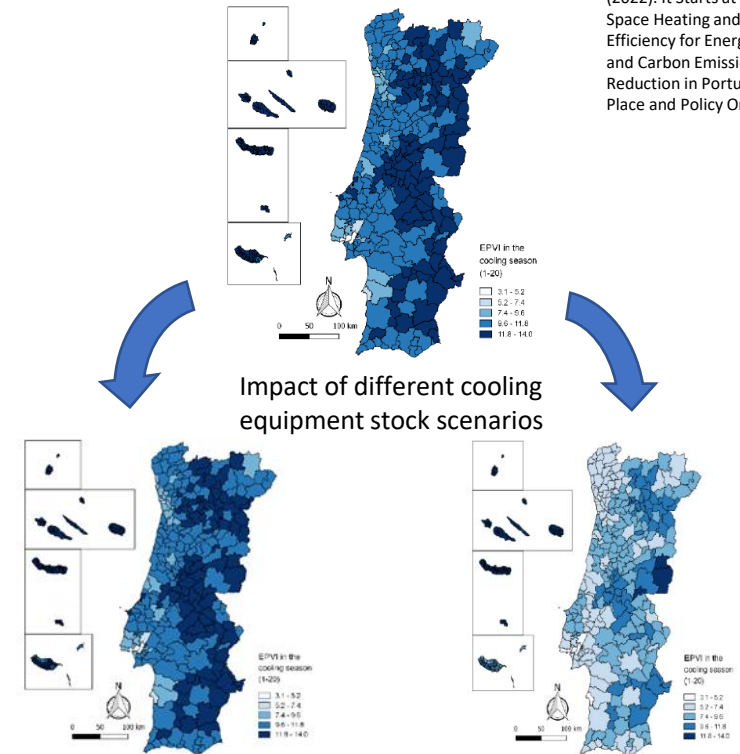 (2022). It Starts at
Space Heating and
Efficiency for Energ
and Carbon Emissio
Reduction in Portu
Place and Policy Or
EPVI in the
cooling season
(1-20)
3.1 - 5.2
5.2 - 7.4
7.4 - 9.6
9.6 - 11.8
11.8 - 14.0
N
0 50 100 km
Impact of different cooling
equipment stock scenarios
EPVI in the
cooling season
(1-20)
3.1 - 5.2
5.2 - 7.4
7.4 - 9.6
9.6 - 11.8
11.8 - 14.0
N
0 50 100 km
EPVI in the
cooling season
(1-20)
3.1 - 5.2
5.2 - 7.4
7.4 - 9.6
9.6 - 11.8
11.8 - 14.0
N
0 50 100 km